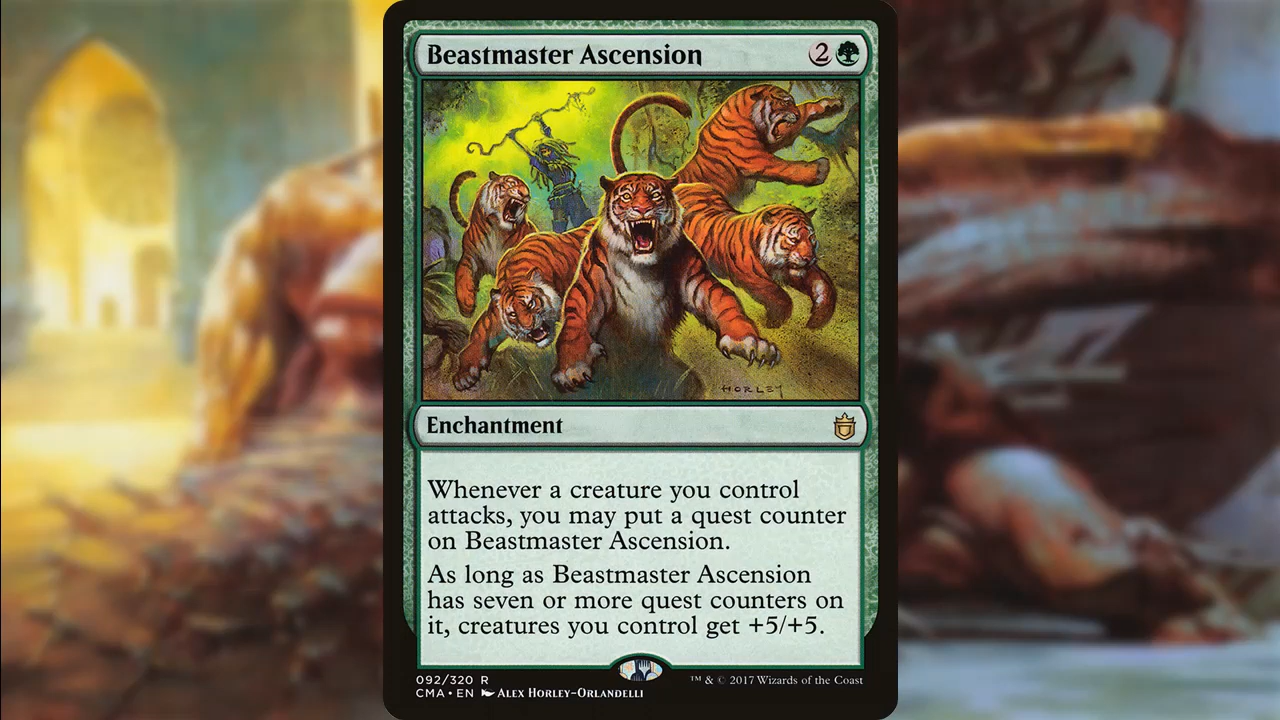 Beastmaster Ascension 2
HORLEY
Enchantment
Whenever a creature you control
attacks, you may put a quest counter
on Beastmaster Ascension.
As long as Beastmaster Ascension
has seven or more quest counters on
it, creatures you control get +5/+5.
092/320 R
CMA • EN ALEX HORLEY-ORLANDELLI
™ & © 2017 Wizards of the Coast